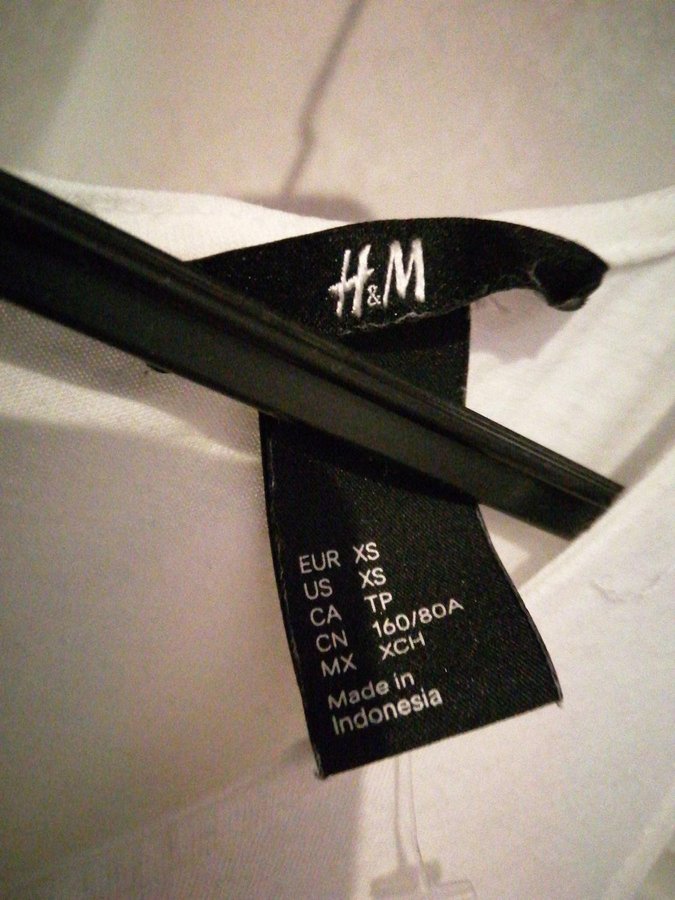 H&M
EUR XS
US XS
CA TP
CN 160/80A
MX XCH
Made in
Indonesia